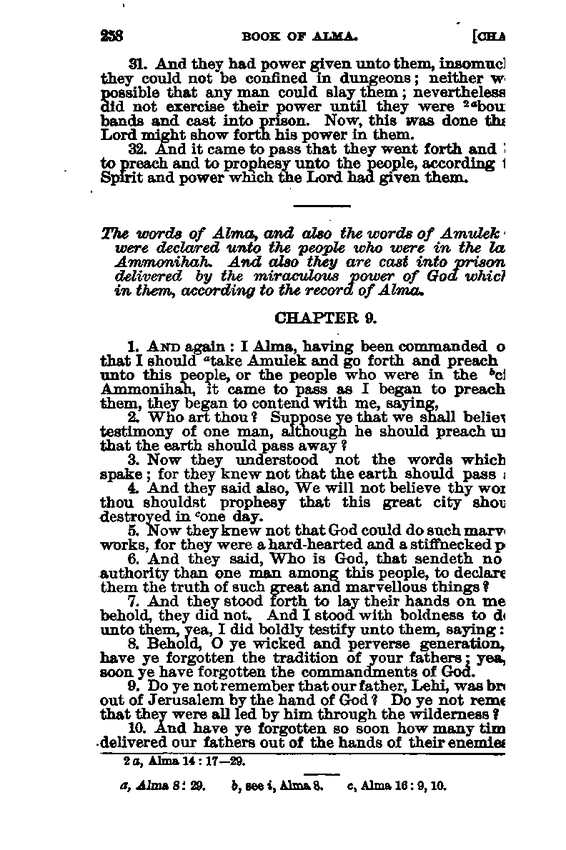 258 BOOK OF ALMA. [CHA
31. And they had power given unto them, insomuc
they could not be confined in dungeons; neither w
possible that any man could slay them; nevertheless
did not exercise their power until they were ²ᵃbou
bands and cast into prison. Now, this was done tha
Lord might show forth his power in them.
32. And it came to pass that they went forth and
to preach and to prophesy unto the people, according
Spirit and power which the Lord had given them.
The words of Alma, and also the words of Amulek
were declared unto the people who were in the la
Ammonihah. And also they are cast into prison
delivered by the miraculous power of God whic
in them, according to the record of Alma.
CHAPTER 9.
1. AND again: I Alma, having been commanded o
that I should ᵃtake Amulek and go forth and preach
unto this people, or the people who were in the ᵇci
Ammonihah, it came to pass as I began to preach
them, they began to contend with me, saying,
2. Who art thou? Suppose ye that we shall believ
testimony of one man, although he should preach u
that the earth should pass away?
3. Now they understood not the words which
spake; for they knew not that the earth should pass
4. And they said also, We will not believe thy wor
thou shouldst prophesy that this great city shou
destroyed in ᶜone day.
5. Now they knew not that God could do such marv
works, for they were a hard-hearted and a stiffnecked p
6. And they said, Who is God, that sendeth no
authority than one man among this people, to declare
them the truth of such great and marvellous things?
7. And they stood forth to lay their hands on me
behold, they did not. And I stood with boldness to d
unto them, yea, I did boldly testify unto them, saying:
8. Behold, O ye wicked and perverse generation,
have ye forgotten the tradition of your fathers; yea,
soon ye have forgotten the commandments of God.
9. Do ye not remember that our father, Lehi, was br
out of Jerusalem by the hand of God? Do ye not reme
that they were all led by him through the wilderness?
10. And have ye forgotten so soon how many tim
delivered our fathers out of the hands of their enemies
2 a, Alma 14: 17—29.
a, Alma 8: 29. b, see i, Alma 8. c, Alma 16: 9, 10.